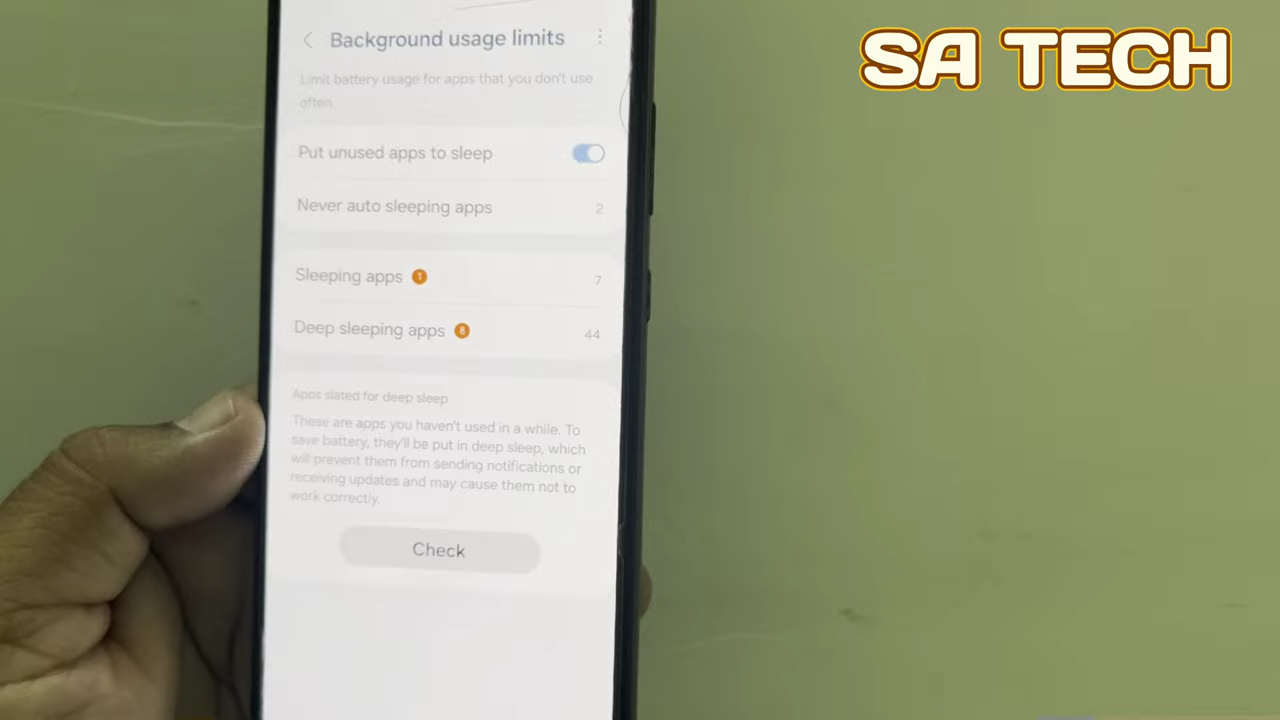 SA TECH
Background usage limits
Limit battery usage for apps that you don't use
often.
Put unused apps to sleep
Never auto sleeping apps 2
Sleeping apps 1 7
Deep sleeping apps 8 44
Apps slated for deep sleep
These are apps you haven't used in a while. To
save battery, they'll be put in deep sleep, which
will prevent them from sending notifications or
receiving updates and may cause them not to
work correctly.
Check